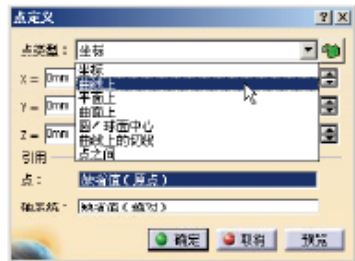 点定义
点类型： 坐标
坐标
曲线上
平面上
曲面上
圆/球面中心
曲线上的切线
点之间
x = 0mm
y = 0mm
z = 0mm
引用
点： 缺省值(原点)
轴系统： 缺省值(绝对)
确定 取消 预览